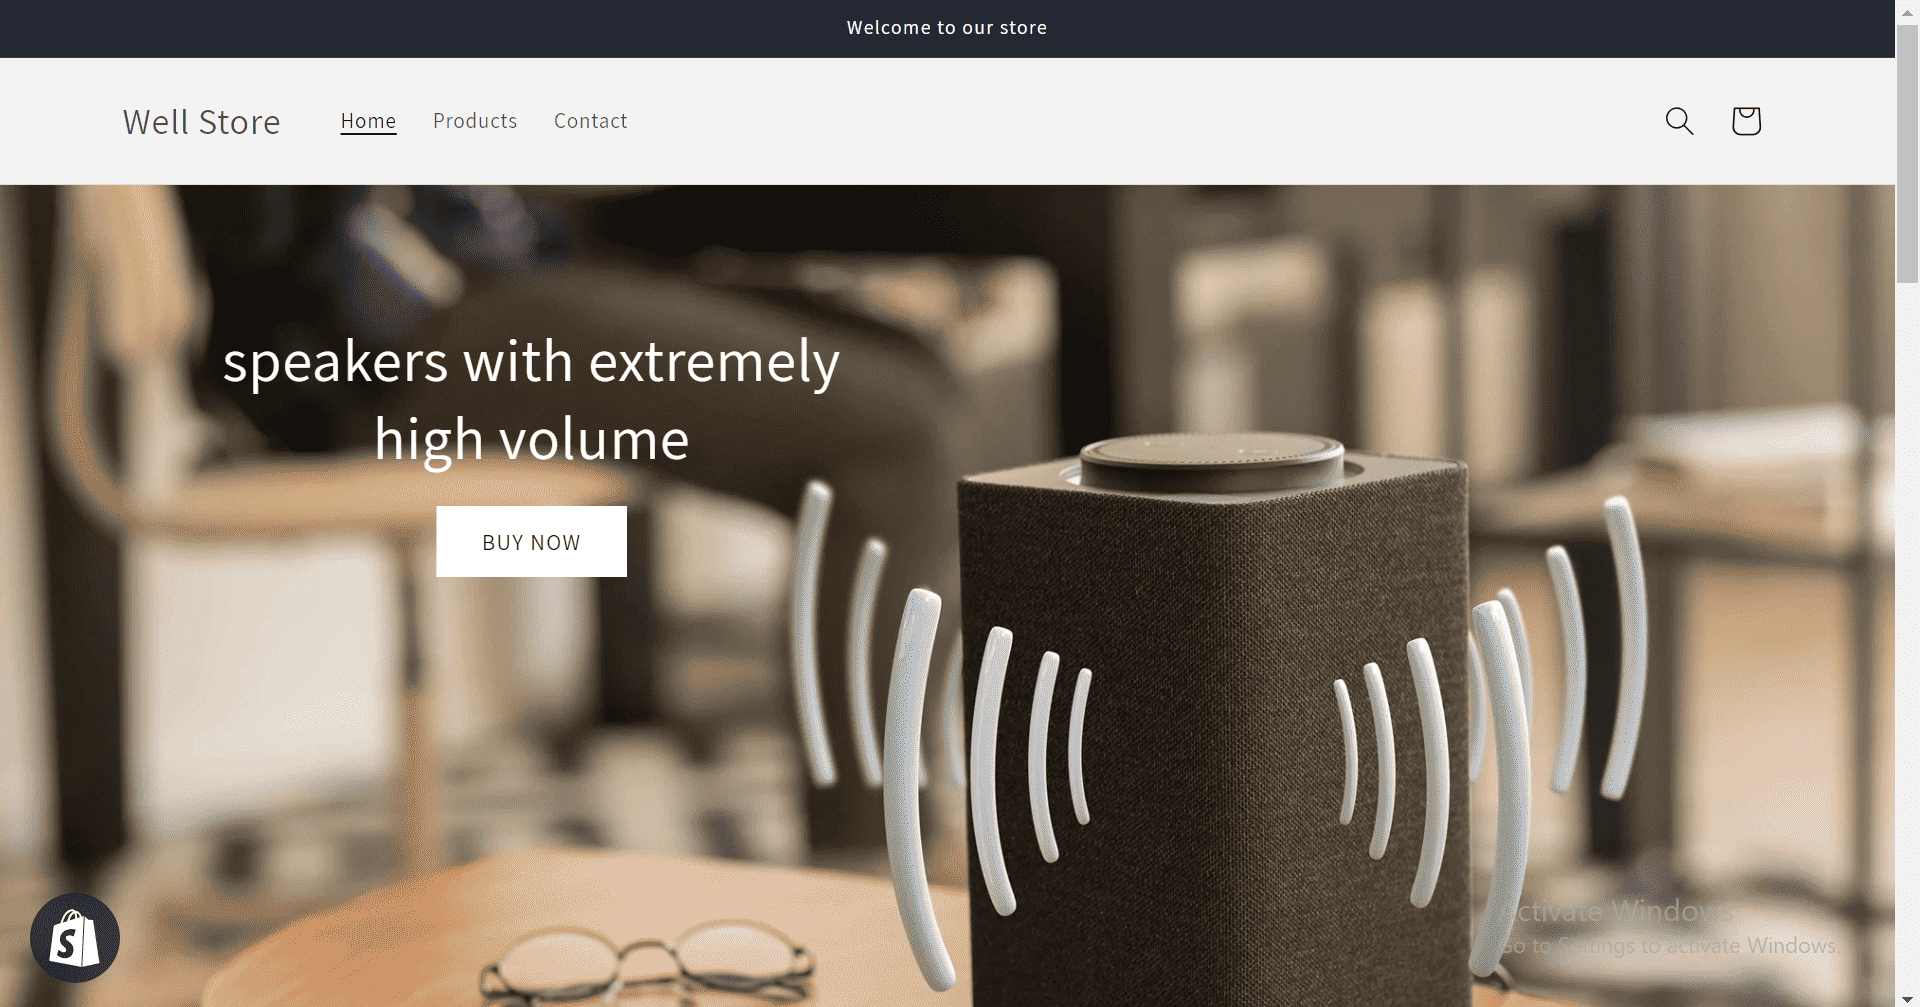 Welcome to our store
Well Store
Home
Products
Contact
speakers with extremely
high volume
BUY NOW
S
Activate Windows
Go to Settings to activate Windows.